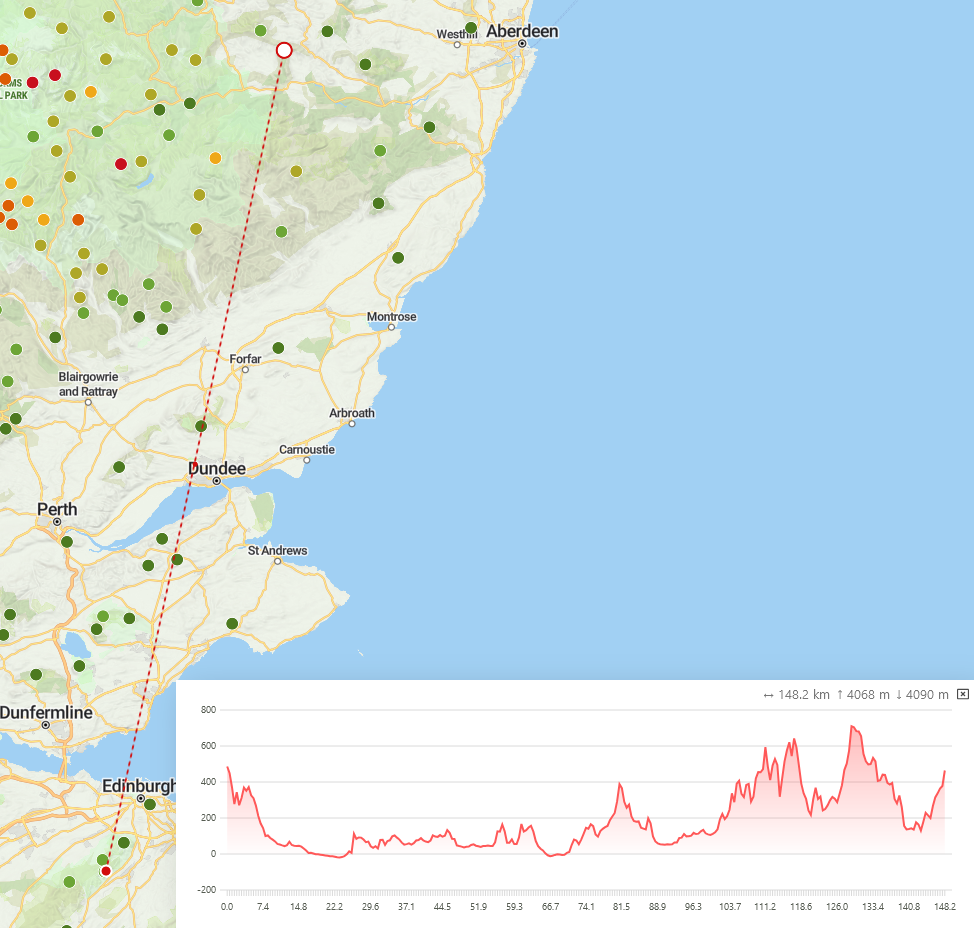 Westhill
Aberdeen
L PARK
Montrose
Forfar
Blairgowrie
and Rattray
Arbroath
Carnoustie
Dundee
Perth
St Andrews
Dunfermline
Edinburgh
↔ 148.2 km ↑ 4068 m ↓ 4090 m
800
600
400
200
0
-200
0.0 7.4 14.8 22.2 29.6 37.1 44.5 51.9 59.3 66.7 74.1 81.5 88.9 96.3 103.7 111.2 118.6 126.0 133.4 140.8 148.2